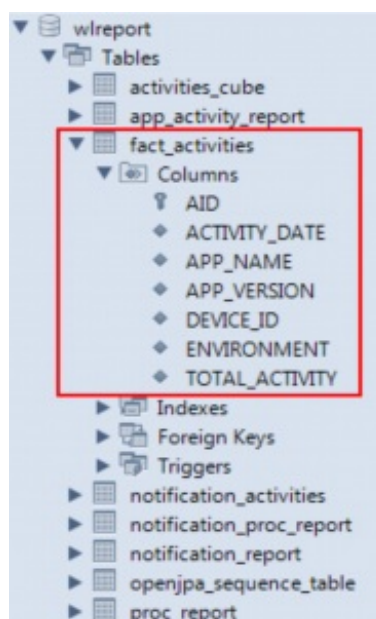 wlreport
Tables
activities_cube
app_activity_report
fact_activities
Columns
AID
ACTIVITY_DATE
APP_NAME
APP_VERSION
DEVICE_ID
ENVIRONMENT
TOTAL_ACTIVITY
Indexes
Foreign Keys
Triggers
notification_activities
notification_proc_report
notification_report
openjpa_sequence_table
proc_report